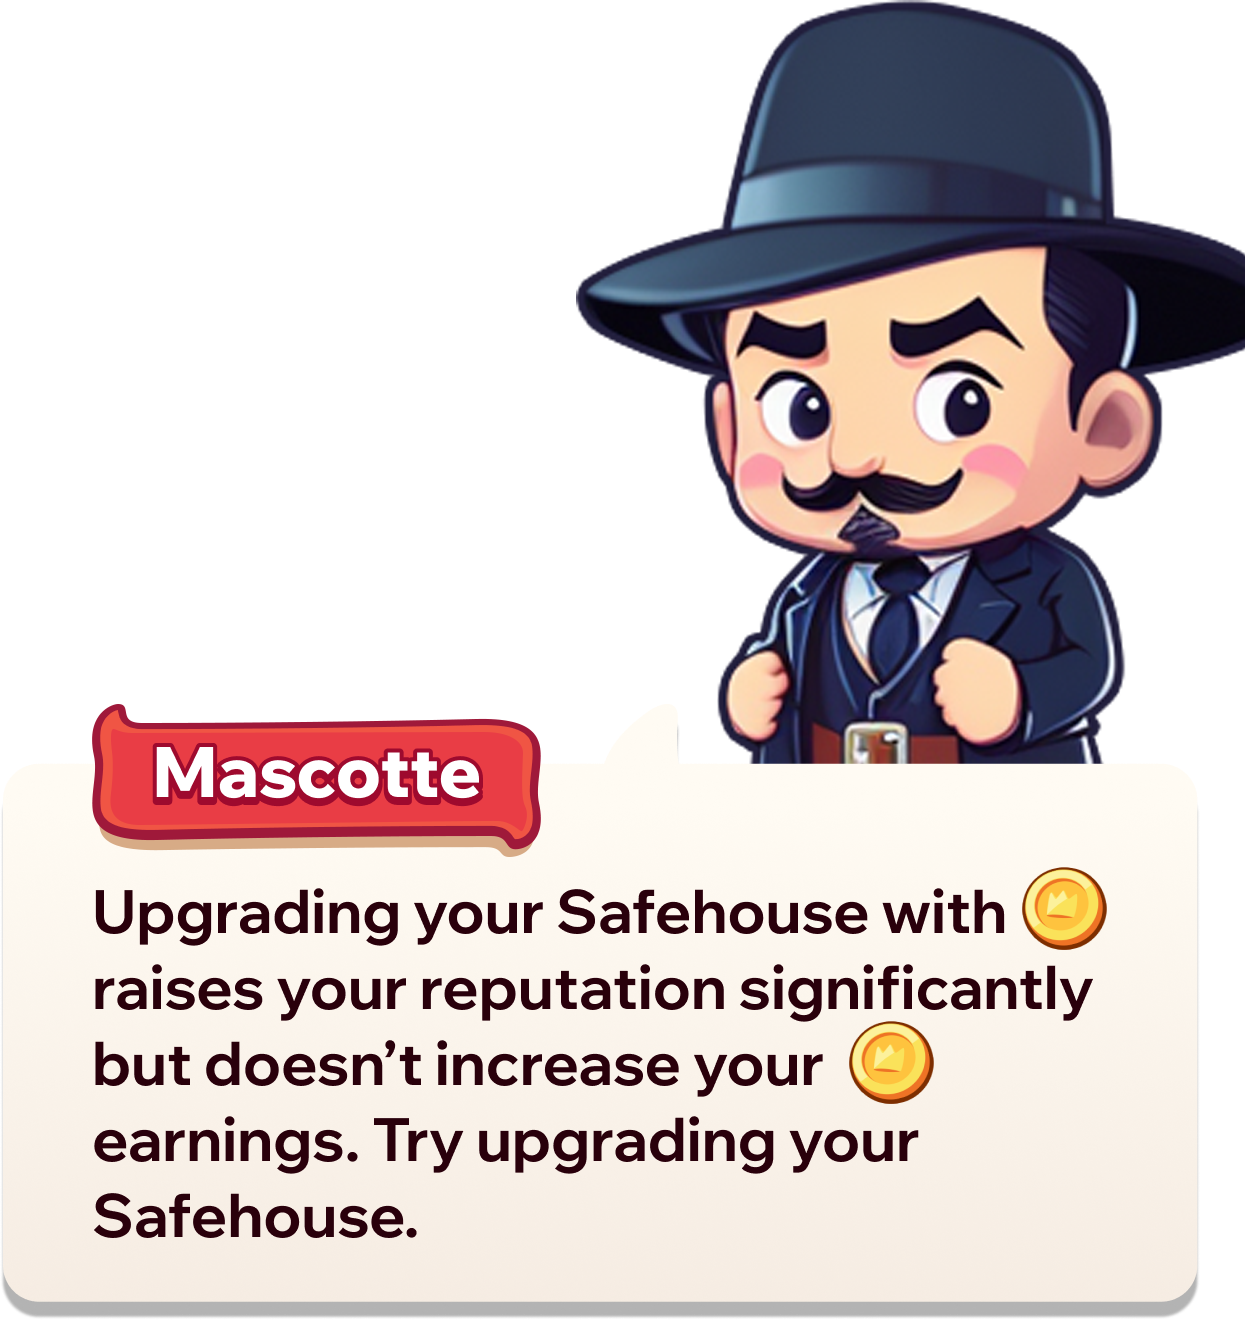 Mascotte
Upgrading your Safehouse with
raises your reputation significantly
but doesn’t increase your
earnings. Try upgrading your
Safehouse.